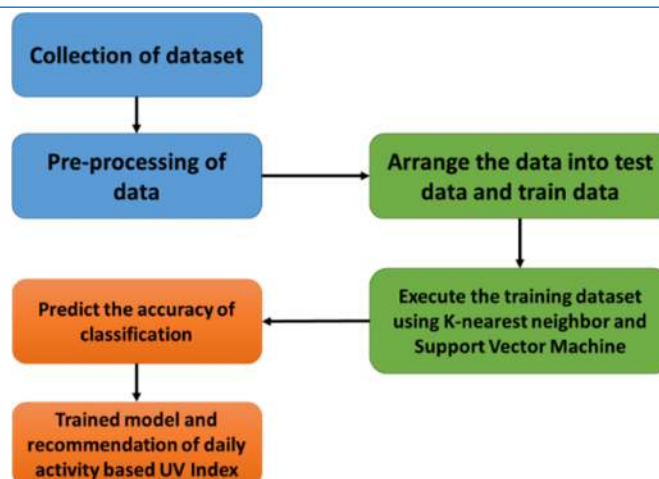 Collection of dataset
Pre-processing of
data
Arrange the data into test
data and train data
Execute the training dataset
using K-nearest neighbor and
Support Vector Machine
Predict the accuracy of
classification
Trained model and
recommendation of daily
activity based UV Index